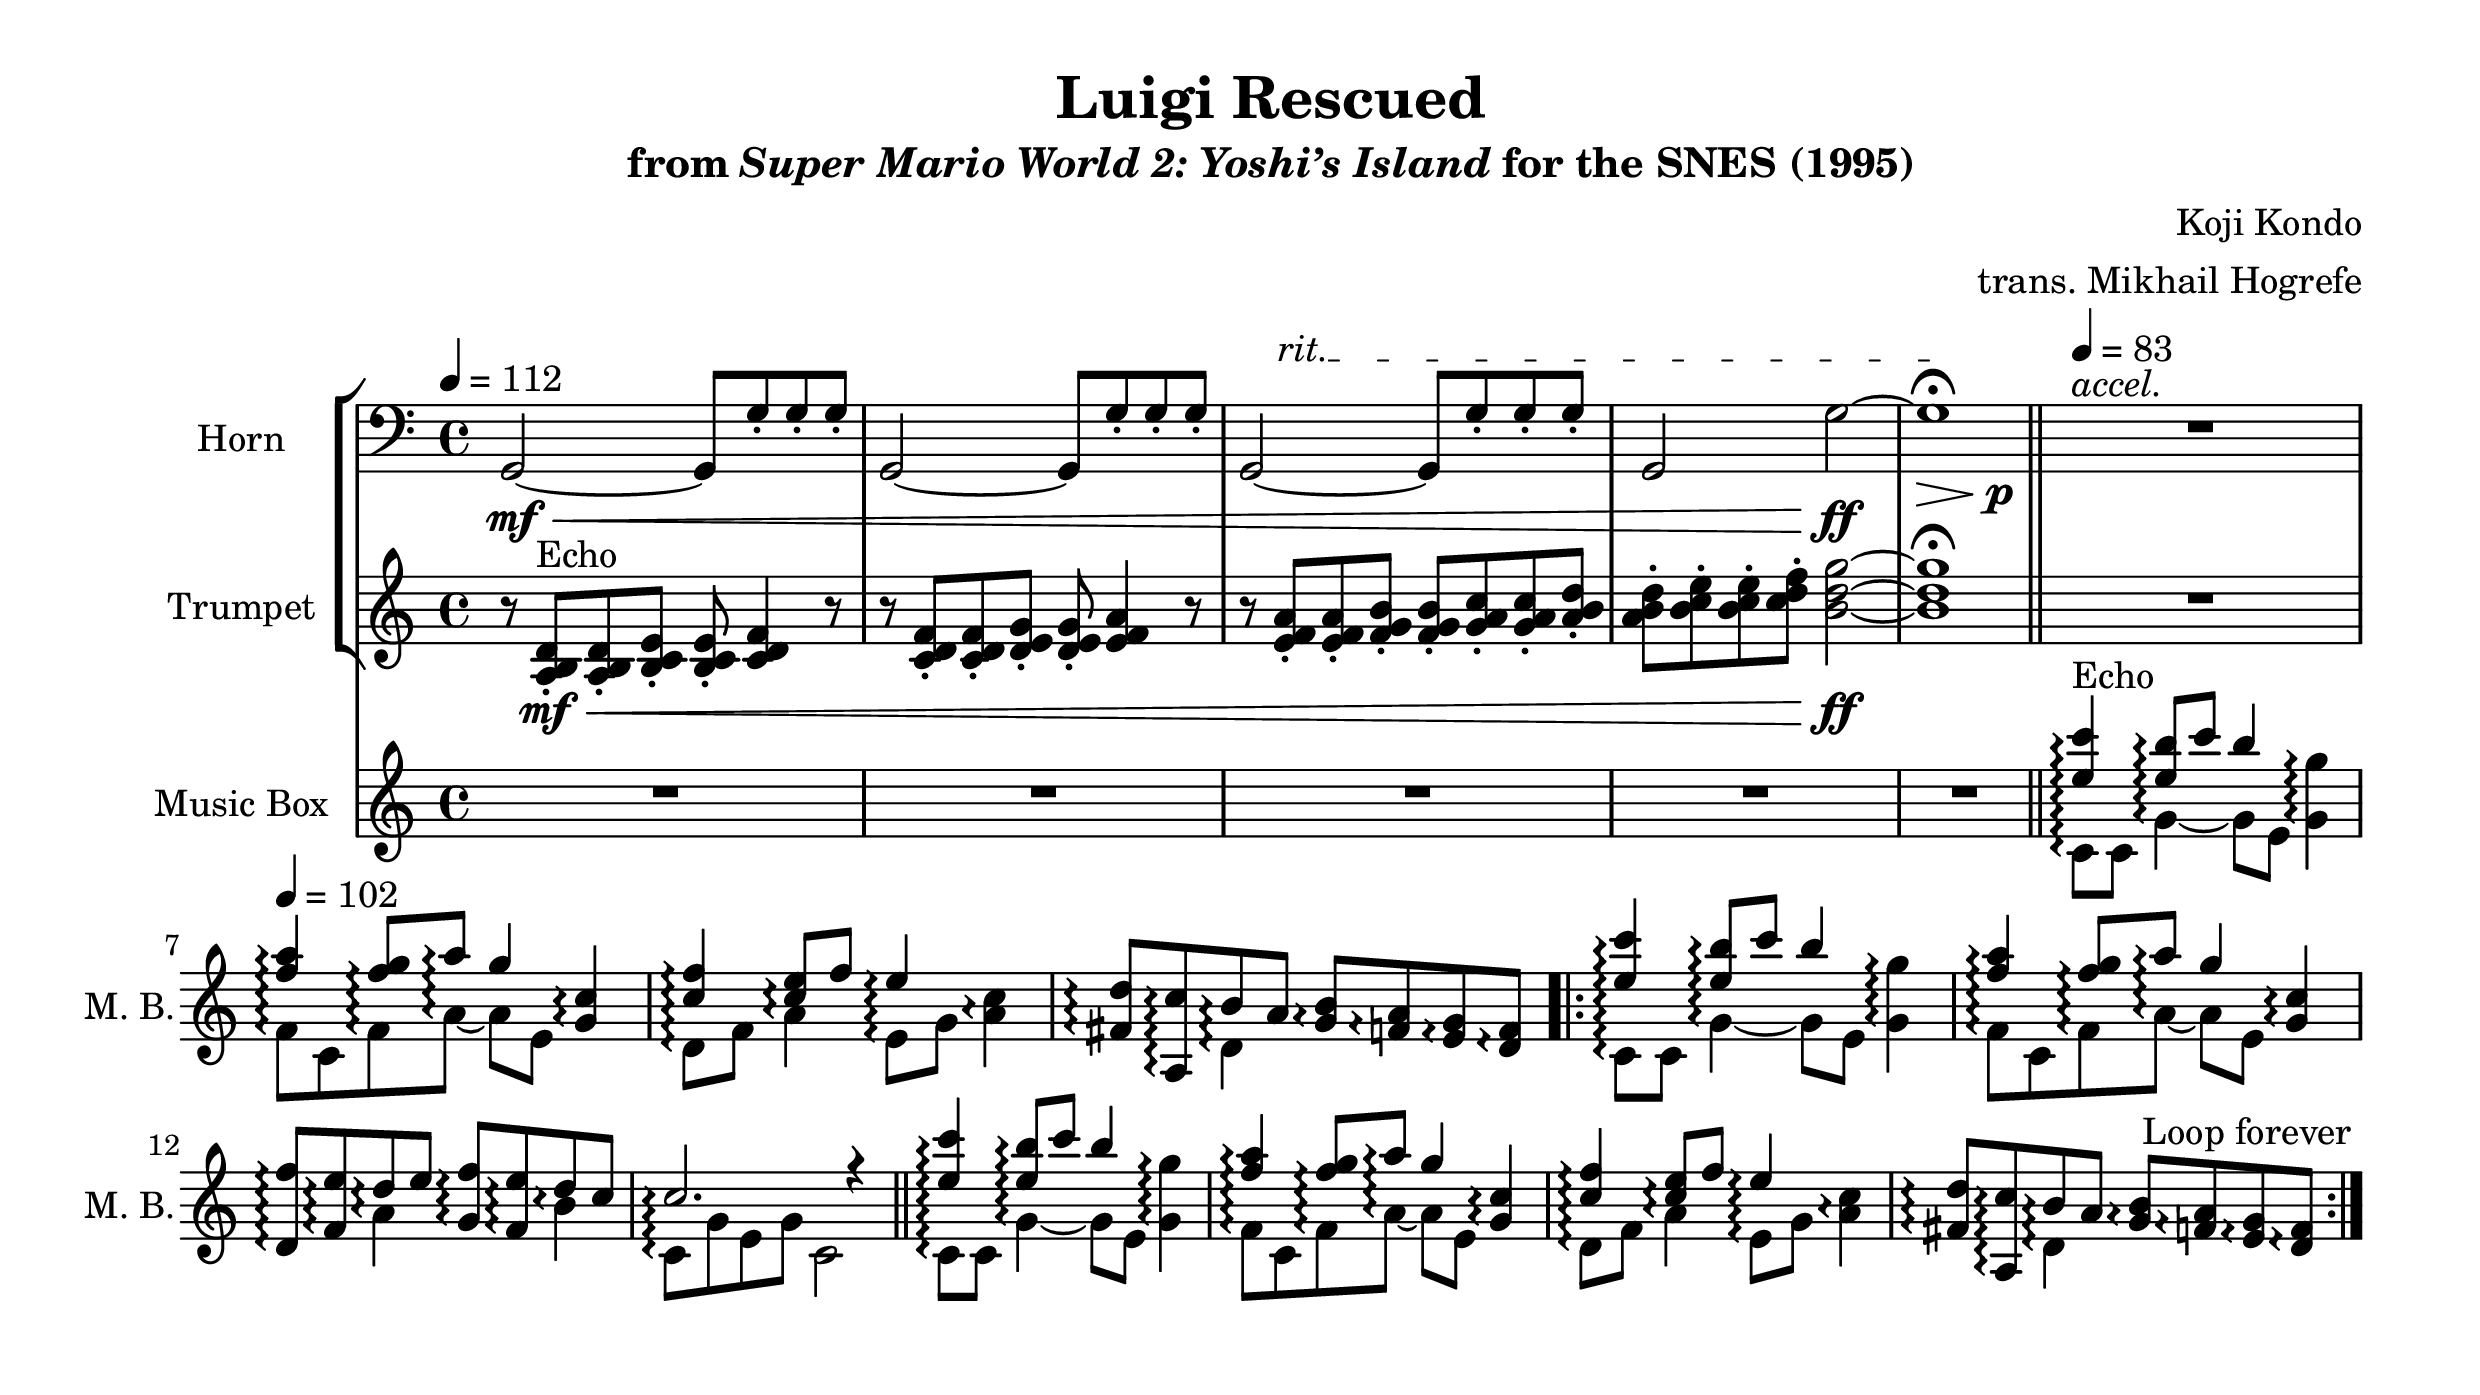 Luigi Rescued
from Super Mario World 2: Yoshi’s Island for the SNES (1995)
Koji Kondo
trans. Mikhail Hogrefe
rit.
= 83
= 112
accel.
Horn
mf
ff
p
Echo
Trumpet
mf
ff
Echo
Music Box
= 102
7
M. B.
12
Loop forever
M. B.